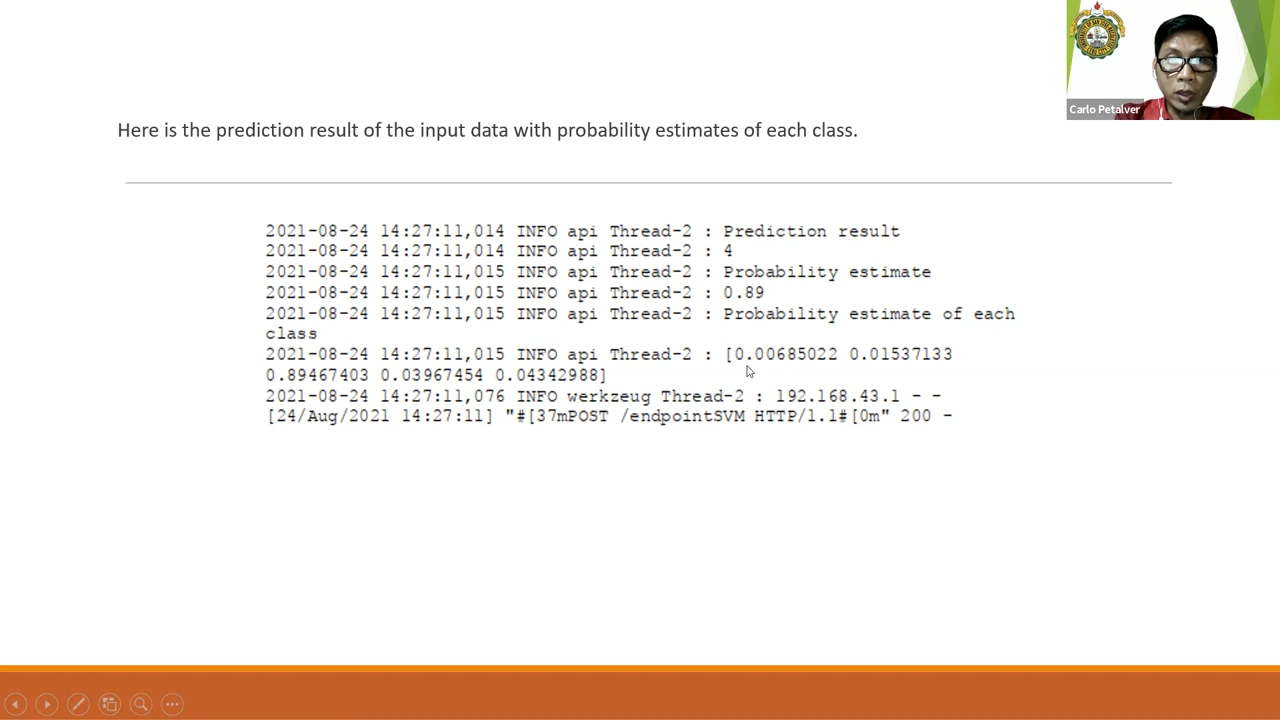 Carlo Petalver
Here is the prediction result of the input data with probability estimates of each class.
2021-08-24 14:27:11,014 INFO api Thread-2 : Prediction result
2021-08-24 14:27:11,014 INFO api Thread-2 : 4
2021-08-24 14:27:11,015 INFO api Thread-2 : Probability estimate
2021-08-24 14:27:11,015 INFO api Thread-2 : 0.89
2021-08-24 14:27:11,015 INFO api Thread-2 : Probability estimate of each
class
2021-08-24 14:27:11,015 INFO api Thread-2 : [0.00685022 0.01537133
0.89467403 0.03967454 0.04342988]
2021-08-24 14:27:11,076 INFO werkzeug Thread-2 : 192.168.43.1 - -
[24/Aug/2021 14:27:11] "#[37mPOST /endpointSVM HTTP/1.1#[0m" 200 -